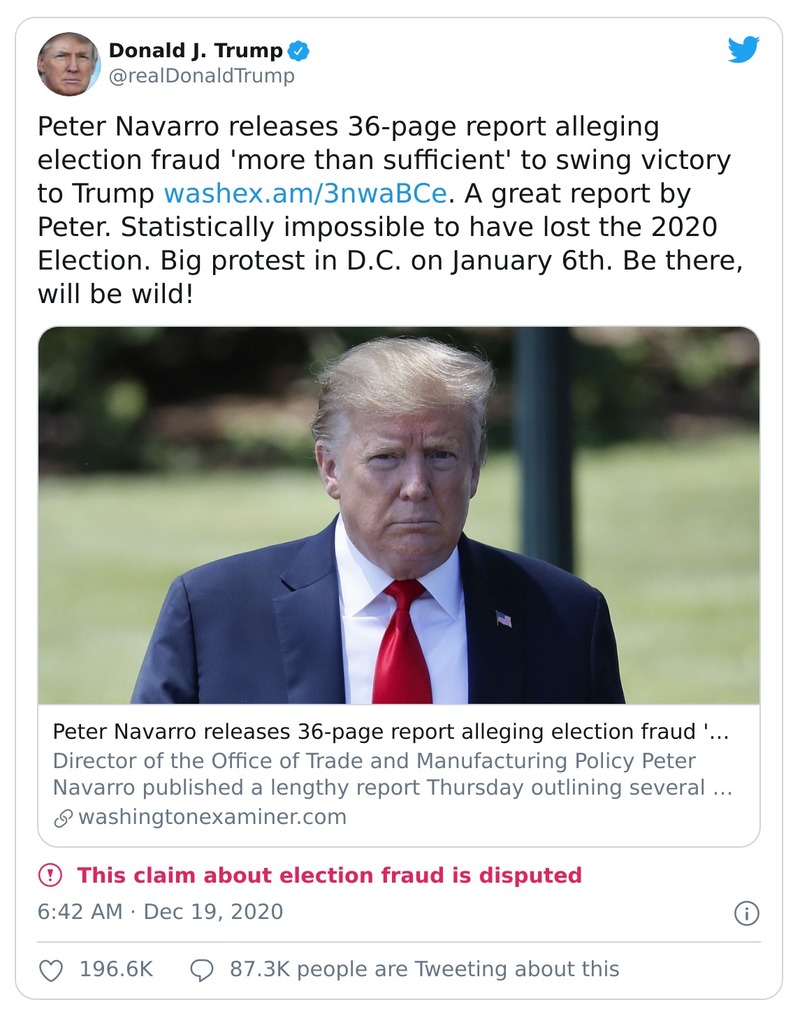 Donald J. Trump
@realDonaldTrump
Peter Navarro releases 36-page report alleging
election fraud 'more than sufficient' to swing victory
to Trump washex.am/3nwaBCe. A great report by
Peter. Statistically impossible to have lost the 2020
Election. Big protest in D.C. on January 6th. Be there,
will be wild!
Peter Navarro releases 36-page report alleging election fraud '...
Director of the Office of Trade and Manufacturing Policy Peter
Navarro published a lengthy report Thursday outlining several ...
washingtonexaminer.com
This claim about election fraud is disputed
6:42 AM · Dec 19, 2020
196.6K 87.3K people are Tweeting about this